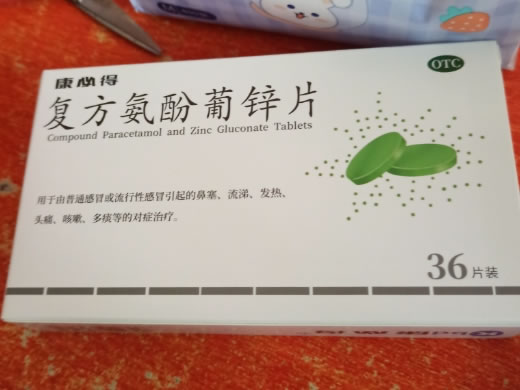 康必得
OTC
复方氨酚葡锌片
Compound Paracetamol and Zinc Gluconate Tablets
用于由普通感冒或流行性感冒引起的鼻塞、流涕、发热、
头痛、咳嗽、多痰等的对症治疗。
36片装